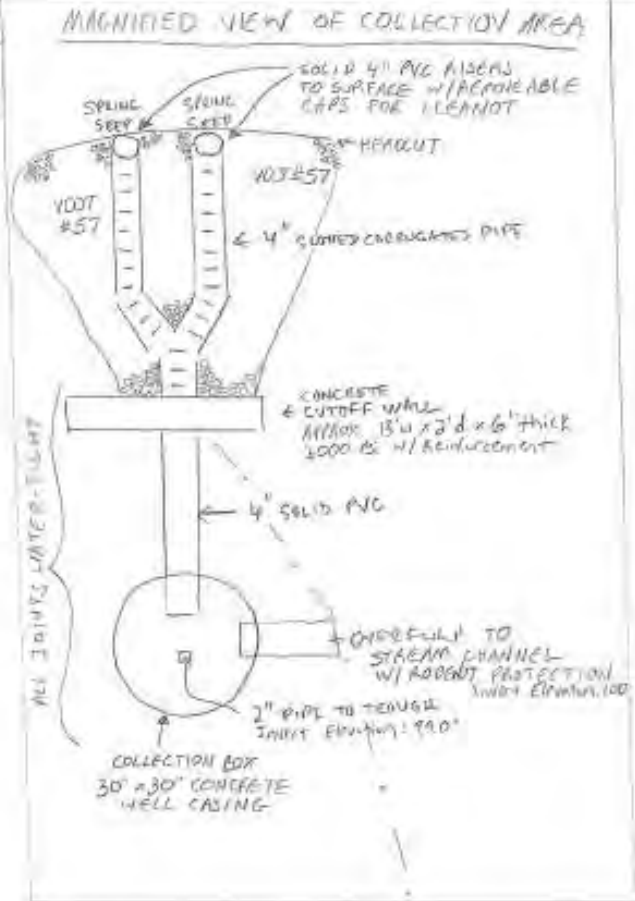 MAGNIFIED VIEW OF COLLECTION AREA
SOLID 4" PVC RISERS
TO SURFACE W/REMOVEABLE
CAPS FOR CLEANOUT
SPRING
SEEP
SPRING
SEEP
HEADCUT
VDOT
#57
VDOT #57
4" SLOTTED CORRUGATED PIPE
CONCRETE
CUTOFF WALL
APPROX 13'w x 2'd x 6" thick
PSI W/ Reinforcement
4" SOLID PVC
ALL JOINTS WATER-TIGHT
OVERFLOW TO
STREAM CHANNEL
W/ RODENT PROTECTION
Invert Elevation: 100
2" PIPE TO TROUGH
Invert Elevation: 99.0'
COLLECTION BOX
30" x 30" CONCRETE
WELL CASING